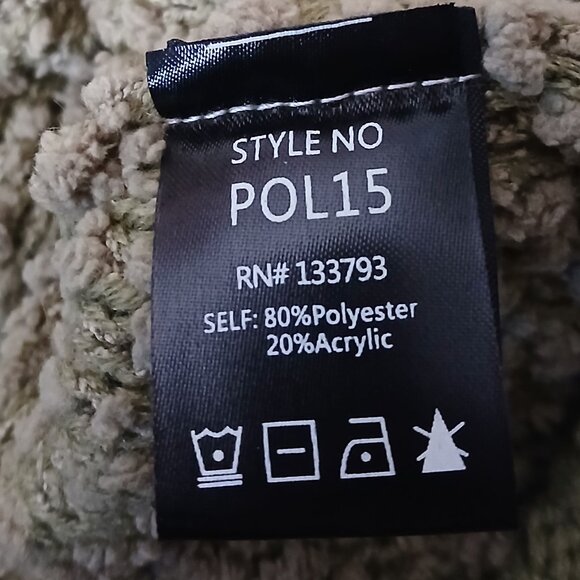 STYLE NO
POL15
RN# 133793
SELF: 80%Polyester
20%Acrylic